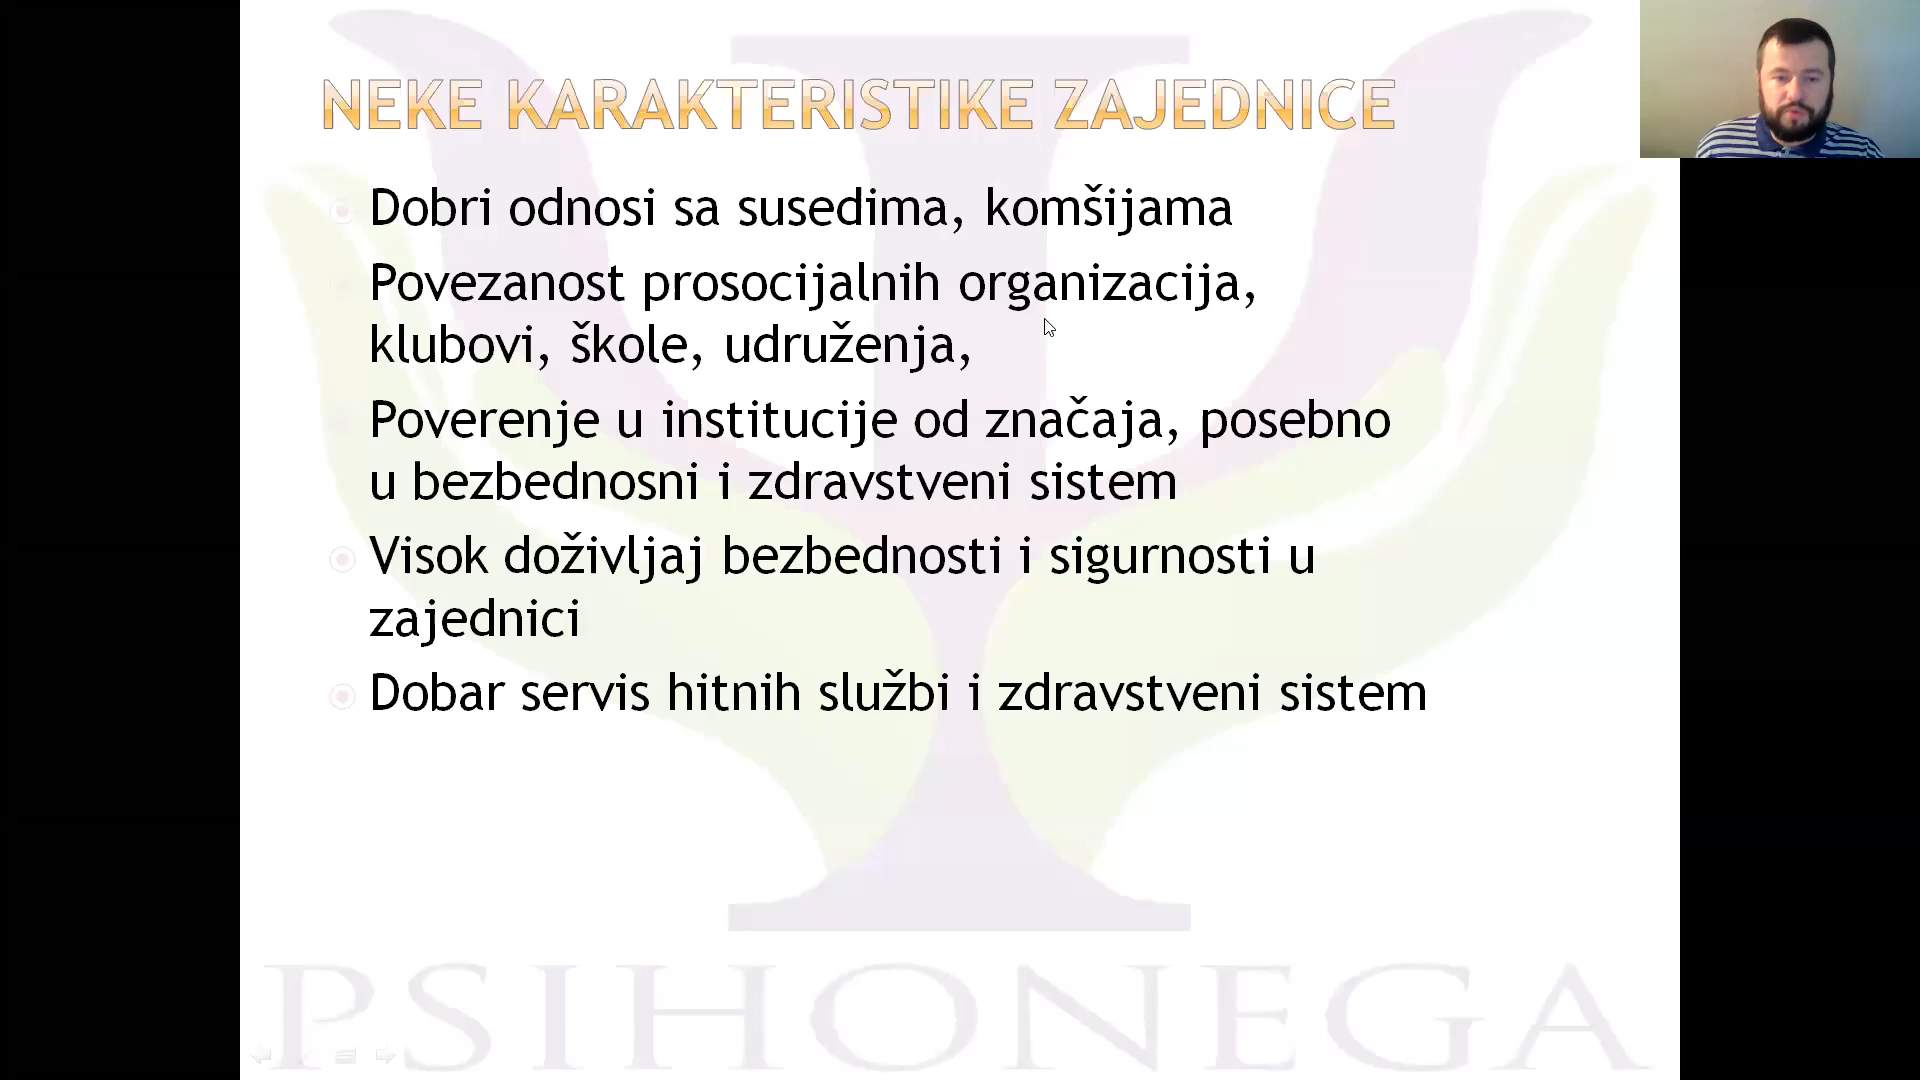 NEKE KARAKTERISTIKE ZAJEDNICE
Dobri odnosi sa susedima, komšijama
Povezanost prosocijalnih organizacija,
klubovi, škole, udruženja,
Poverenje u institucije od značaja, posebno
u bezbednosni i zdravstveni sistem
Visok doživljaj bezbednosti i sigurnosti u
zajednici
Dobar servis hitnih službi i zdravstveni sistem
PSIHONEGA